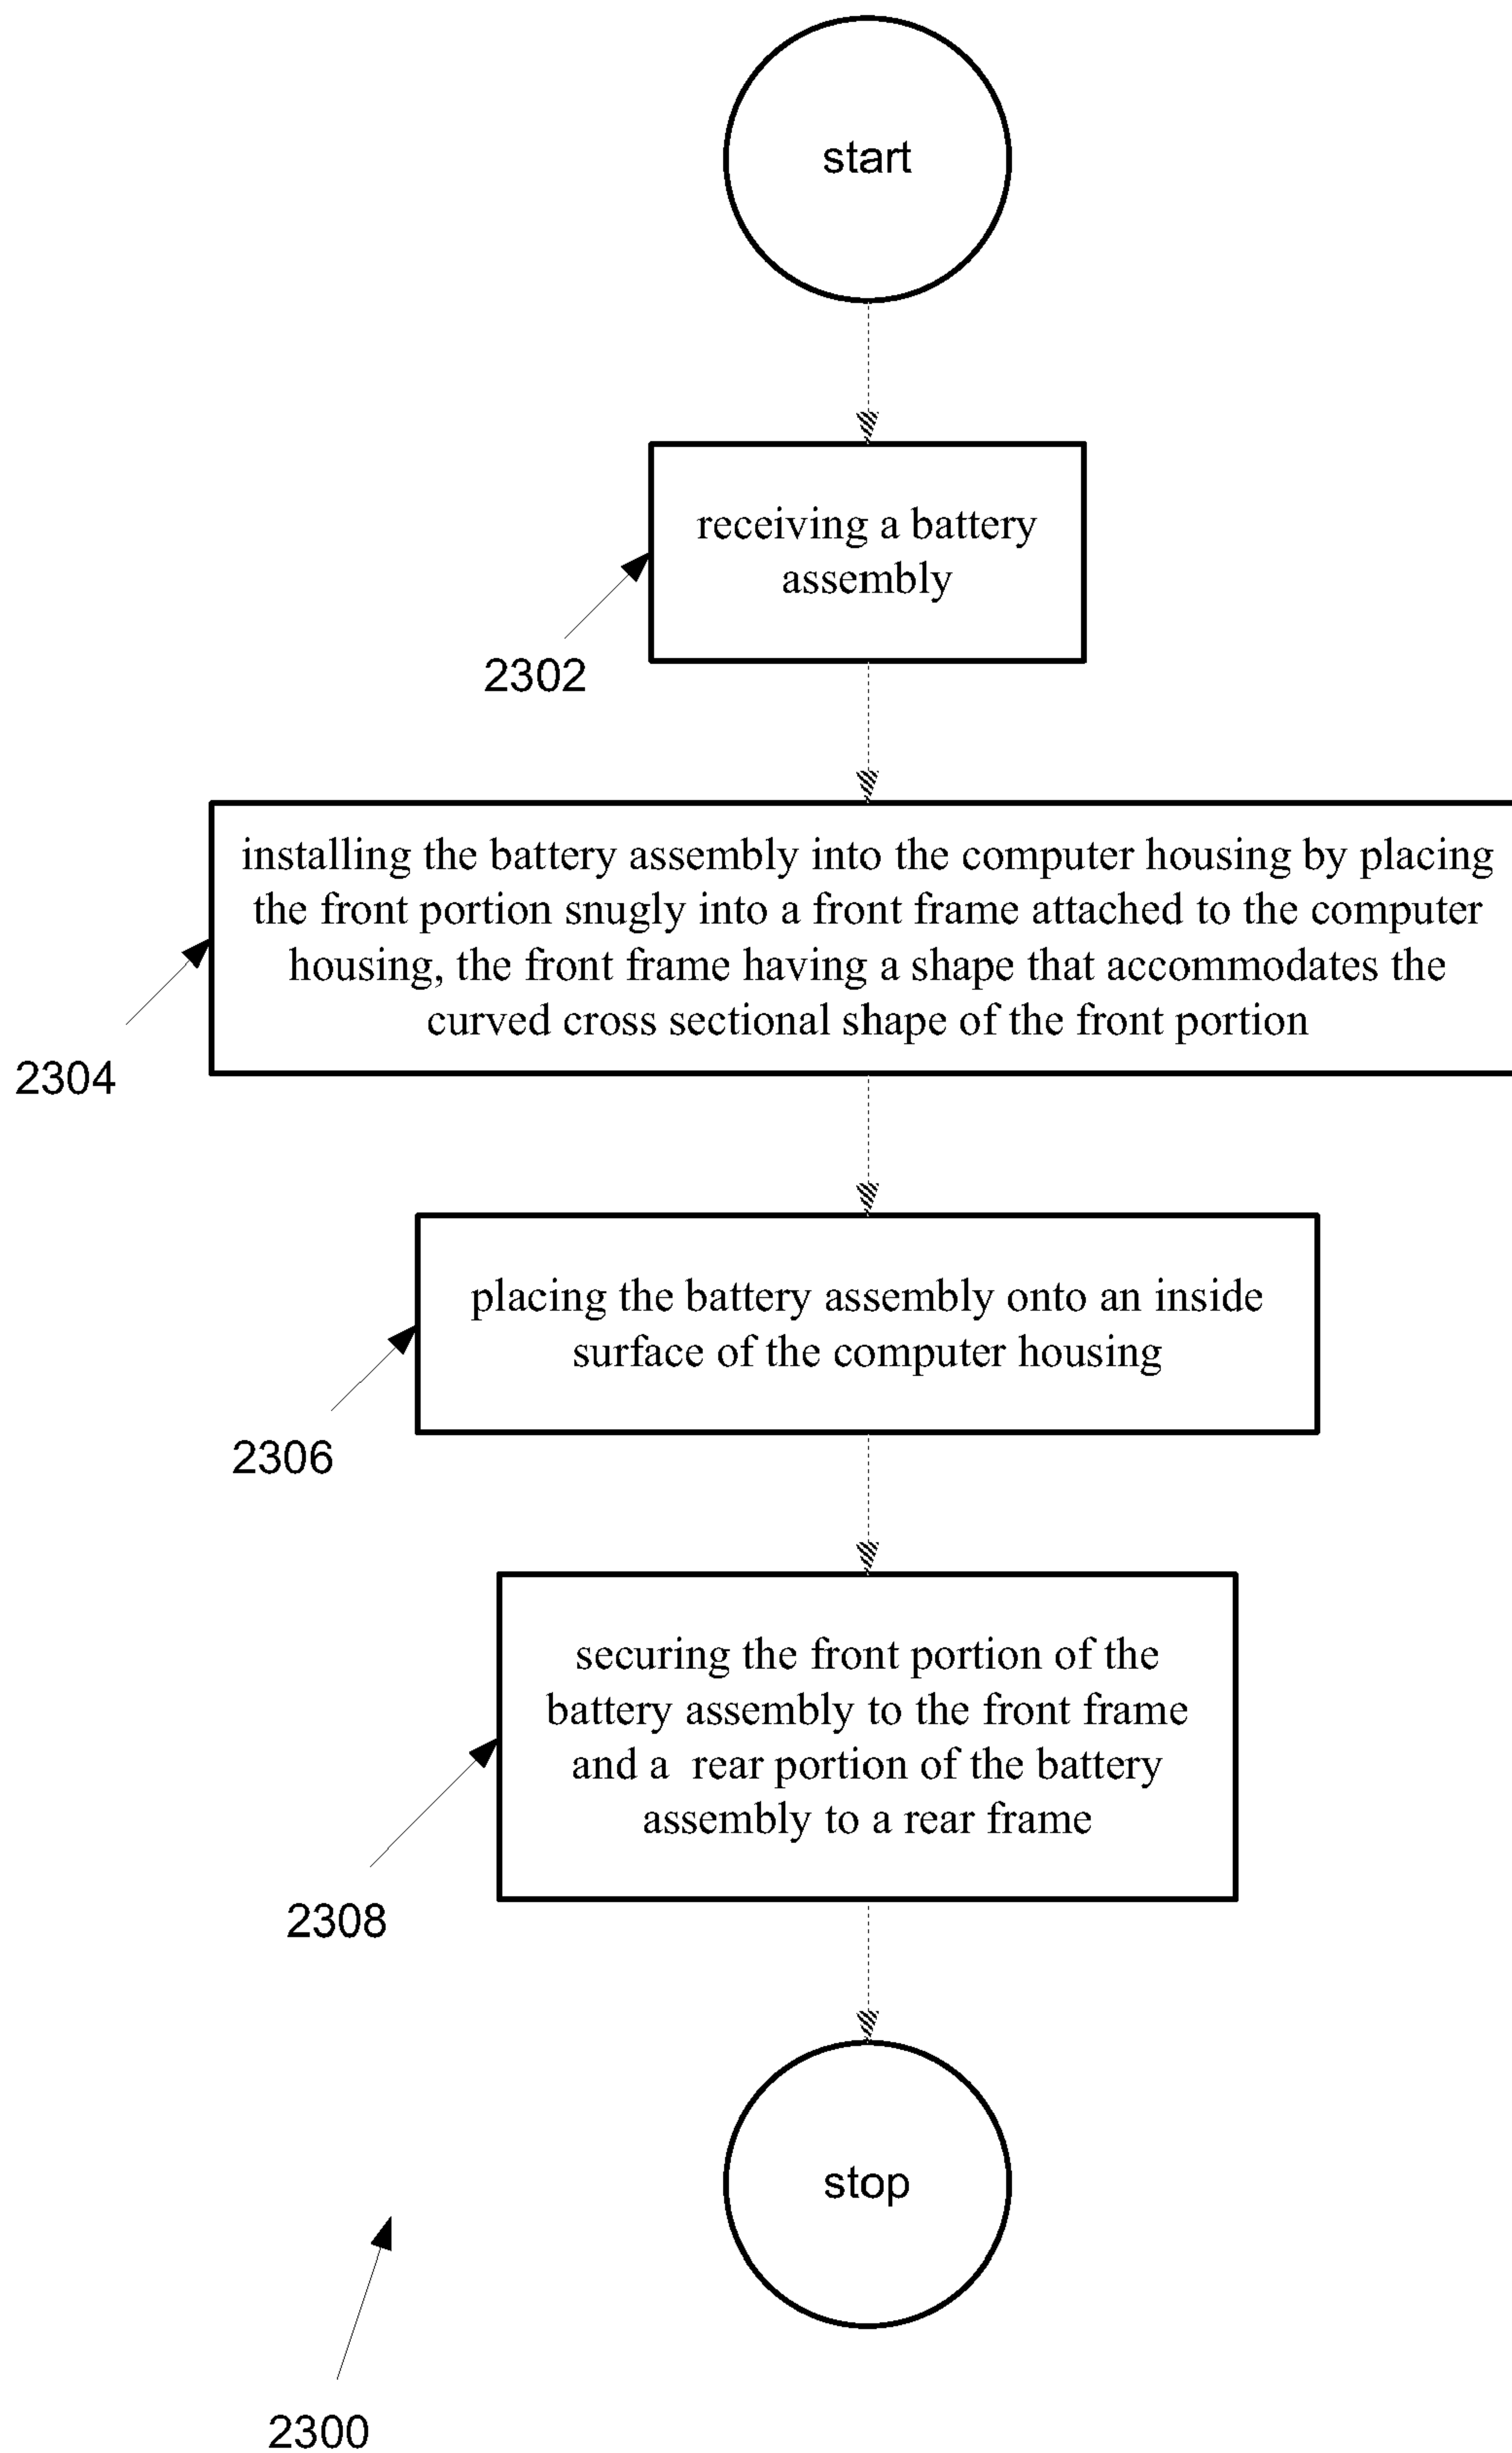 start
receiving a battery
assembly
2302
installing the battery assembly into the computer housing by placing
the front portion snugly into a front frame attached to the computer
housing, the front frame having a shape that accommodates the
curved cross sectional shape of the front portion
2304
placing the battery assembly onto an inside
surface of the computer housing
2306
securing the front portion of the
battery assembly to the front frame
and a rear portion of the battery
assembly to a rear frame
2308
stop
2300